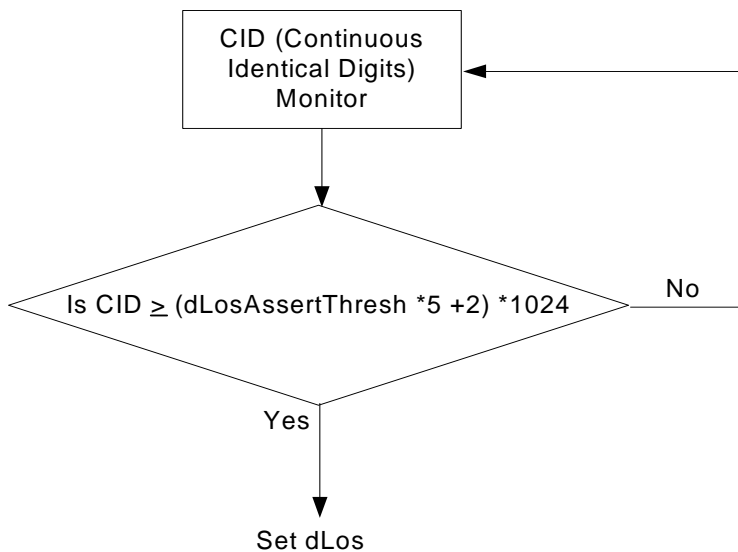 CID (Continuous
Identical Digits)
Monitor
Is CID ≥ (dLosAssertThresh *5 +2) *1024
No
Yes
Set dLos